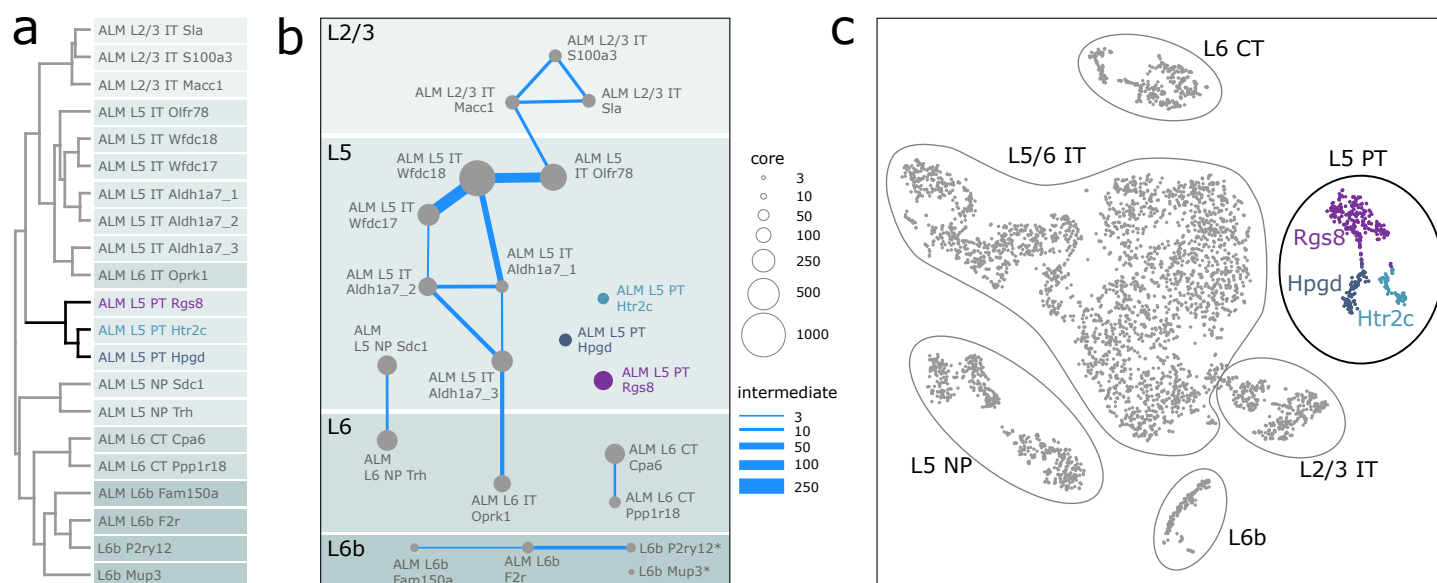 a
ALM L2/3 IT Sla
ALM L2/3 IT S100a3
ALM L2/3 IT Macc1
ALM L5 IT Olfr78
ALM L5 IT Wfdc18
ALM L5 IT Wfdc17
ALM L5 IT Aldh1a7_1
ALM L5 IT Aldh1a7_2
ALM L5 IT Aldh1a7_3
ALM L6 IT Oprk1
ALM L5 PT Rgs8
ALM L5 PT Htr2c
ALM L5 PT Hpgd
ALM L5 NP Sdc1
ALM L5 NP Trh
ALM L6 CT Cpa6
ALM L6 CT Ppp1r18
ALM L6b Fam150a
ALM L6b F2r
L6b P2ry12
L6b Mup3
b
L2/3
ALM L2/3 IT
S100a3
ALM L2/3 IT
Macc1
ALM L2/3 IT
Sla
L5
ALM L5 IT
Wfdc18
ALM L5
IT Olfr78
ALM L5 IT
Wfdc17
ALM L5 IT
Aldh1a7_1
ALM L5 IT
Aldh1a7_2
ALM L5 PT
Htr2c
ALM L5 PT
Hpgd
ALM
L5 NP Sdc1
ALM L5 IT
Aldh1a7_3
ALM L5 PT
Rgs8
L6
ALM
L6 NP Trh
ALM L6 IT
Oprk1
ALM L6 CT
Cpa6
ALM L6 CT
Ppp1r18
L6b
ALM L6b
Fam150a
ALM L6b
F2r
L6b P2ry12*
L6b Mup3*
core
3
10
50
100
250
500
1000
intermediate
3
10
50
100
250
c
L6 CT
L5/6 IT
L5 PT
Rgs8
Hpgd
Htr2c
L5 NP
L2/3 IT
L6b